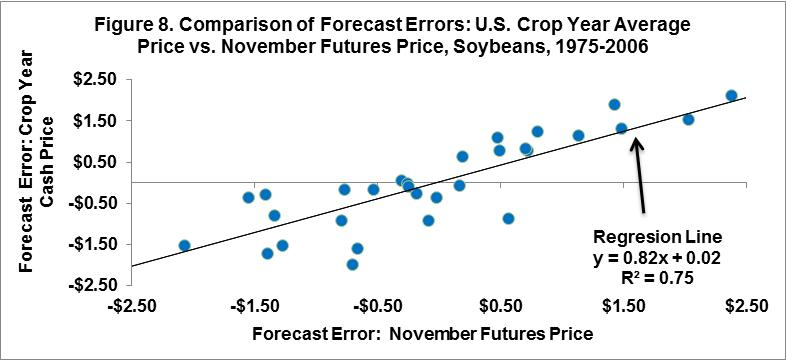 Figure 8. Comparison of Forecast Errors: U.S. Crop Year Average
Price vs. November Futures Price, Soybeans, 1975-2006
Forecast Error: Crop Year
Cash Price
$2.50
$1.50
$0.50
-$0.50
-$1.50
-$2.50
Regresion Line
y = 0.82x + 0.02
R² = 0.75
-$2.50 -$1.50 -$0.50 $0.50 $1.50 $2.50
Forecast Error: November Futures Price